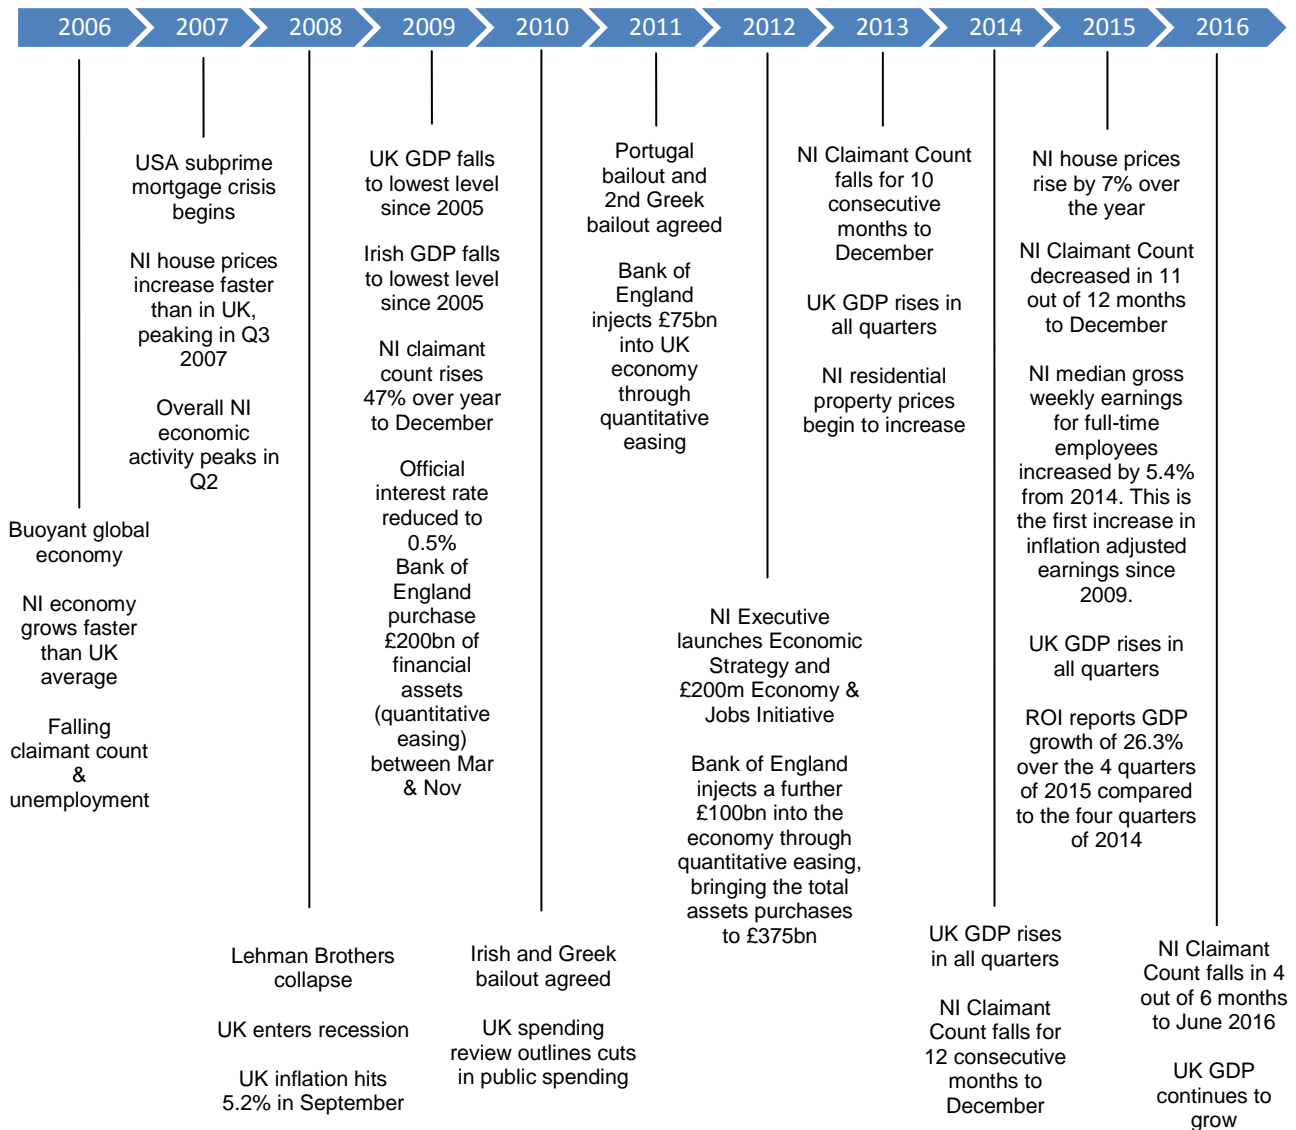 2006 2007 2008 2009 2010 2011 2012 2013 2014 2015 2016
Buoyant global
economy
NI economy
grows faster
than UK
average
Falling
claimant count
&
unemployment
USA subprime
mortgage crisis
begins
NI house prices
increase faster
than in UK,
peaking in Q3
2007
Overall NI
economic
activity peaks in
Q2
Lehman Brothers
collapse
UK enters recession
UK inflation hits
5.2% in September
UK GDP falls
to lowest level
since 2005
Irish GDP falls
to lowest level
since 2005
NI claimant
count rises
47% over year
to December
Official
interest rate
reduced to
0.5%
Bank of
England
purchase
£200bn of
financial
assets
(quantitative
easing)
between Mar
& Nov
Irish and Greek
bailout agreed
UK spending
review outlines cuts
in public spending
Portugal
bailout and
2nd Greek
bailout agreed
Bank of
England
injects £75bn
into UK
economy
through
quantitative
easing
NI Executive
launches Economic
Strategy and
£200m Economy &
Jobs Initiative
Bank of England
injects a further
£100bn into the
economy through
quantitative easing,
bringing the total
assets purchases
to £375bn
NI Claimant Count
falls for 10
consecutive
months to
December
UK GDP rises in
all quarters
NI residential
property prices
begin to increase
UK GDP rises
in all quarters
NI Claimant
Count falls for
12 consecutive
months to
December
NI house prices
rise by 7% over
the year
NI Claimant Count
decreased in 11
out of 12 months
to December
NI median gross
weekly earnings
for full-time
employees
increased by 5.4%
from 2014. This is
the first increase in
inflation adjusted
earnings since
2009.
UK GDP rises in
all quarters
ROI reports GDP
growth of 26.3%
over the 4 quarters
of 2015 compared
to the four quarters
of 2014
NI Claimant
Count falls in 4
out of 6 months
to June 2016
UK GDP
continues to
grow